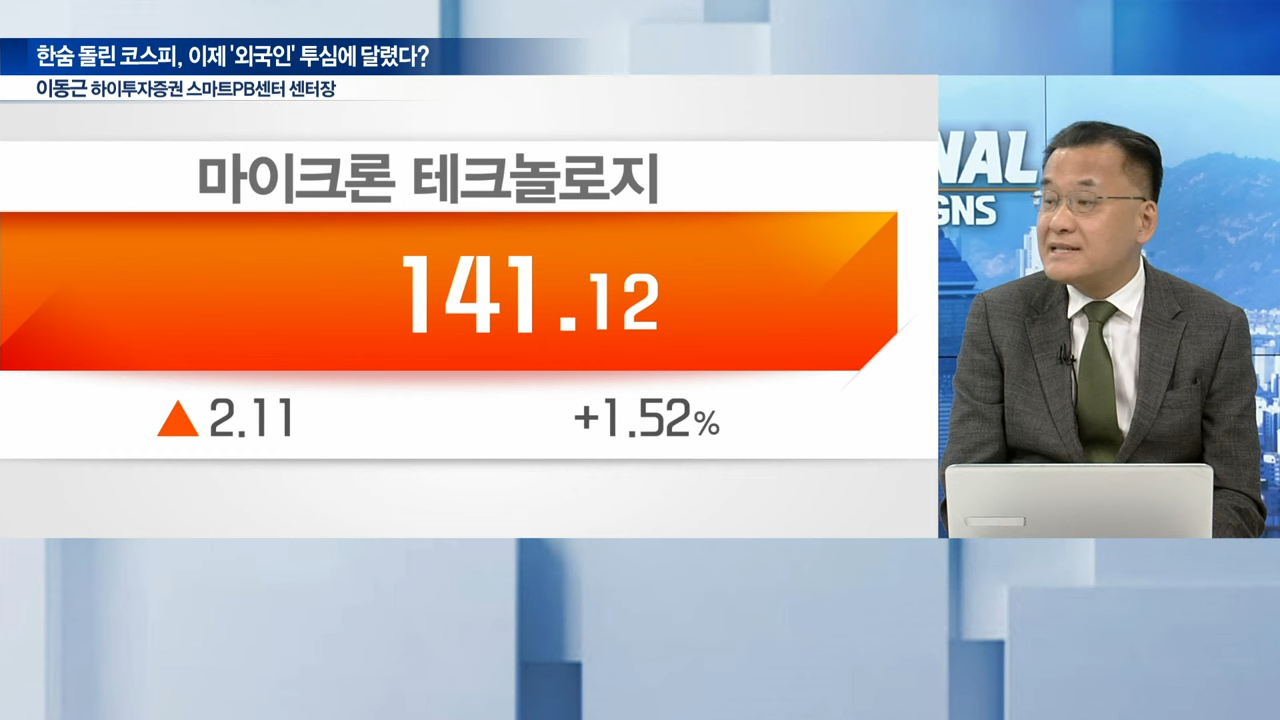 한숨 돌린 코스피, 이제 '외국인' 투심에 달렸다?
이동근 하이투자증권 스마트PB센터 센터장
마이크론 테크놀로지
141.12
▲ 2.11 +1.52%
NAL
GNS